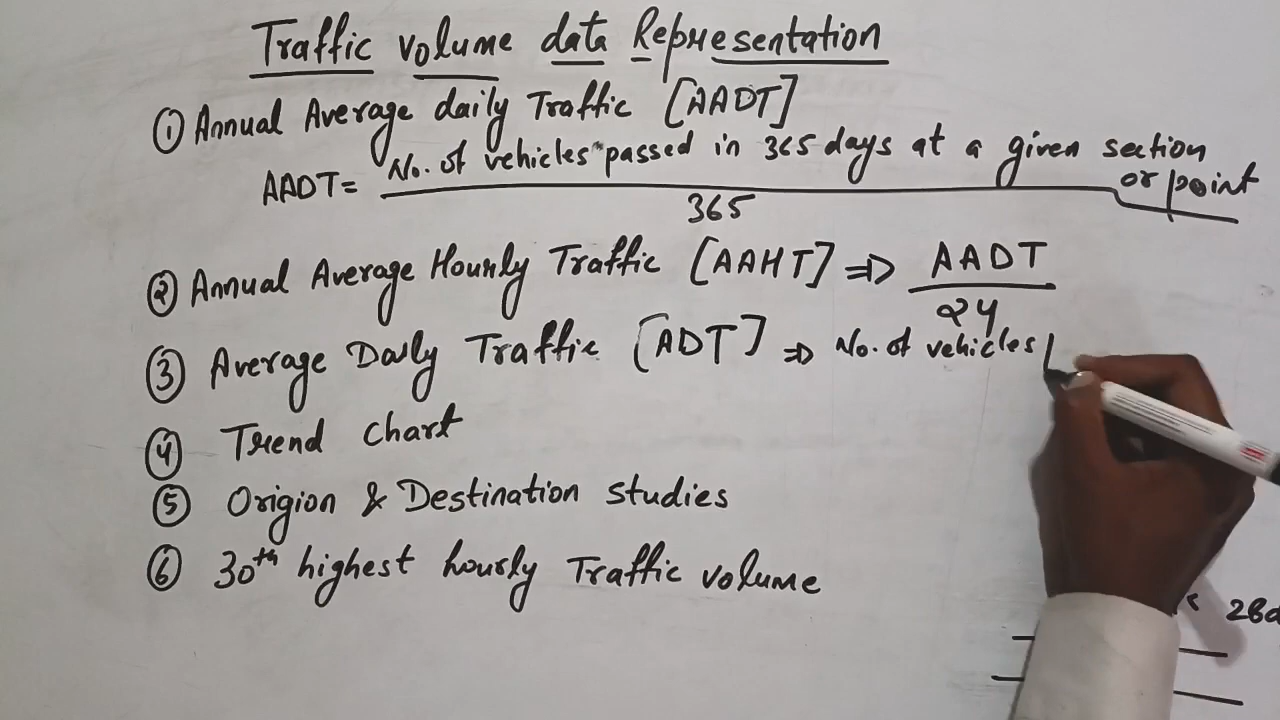 Traffic volume data Representation
① Annual Average daily Traffic [AADT]
AADT= No. of vehicles passed in 365 days at a given section or point
365
② Annual Average Hourly Traffic [AAHT] ⇒ AADT
24
③ Average Daily Traffic [ADT] ⇒ No. of vehicles
④ Trend chart
⑤ Origion & Destination studies
⑥ 30th highest hourly Traffic volume